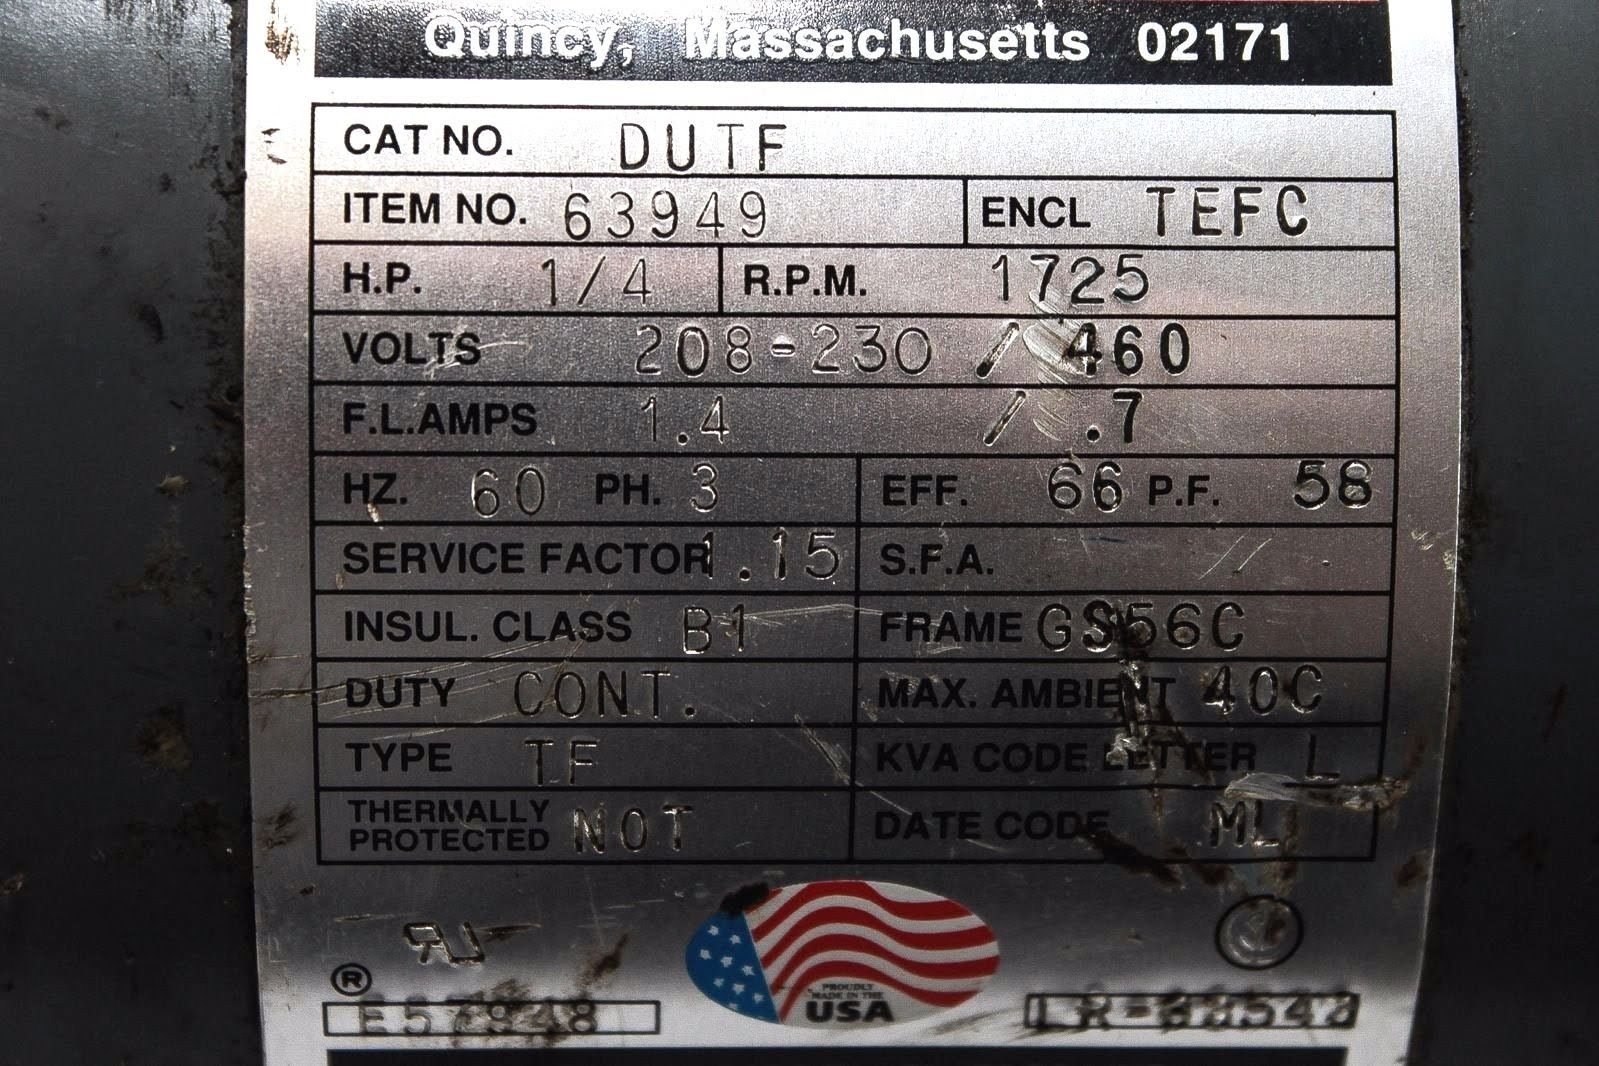 Quincy, Massachusetts 02171
CAT NO. DUTF
ITEM NO. 63949 ENCL TEFC
H.P. 1/4 R.P.M. 1725
VOLTS 208-230 / 460
F.L.AMPS 1.4 / .7
HZ. 60 PH. 3 EFF. 66 P.F. 58
SERVICE FACTOR 1.15 S.F.A.
INSUL. CLASS B1 FRAME GS56C
DUTY CONT. MAX. AMBIENT 40C
TYPE TF KVA CODE LETTER L
THERMALLY PROTECTED NOT DATE CODE ML
®
E57948
PROUDLY
MADE IN THE
USA